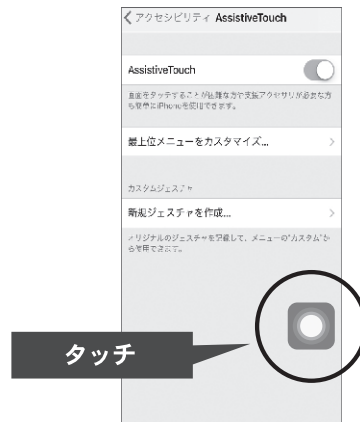 アクセシビリティ AssistiveTouch
AssistiveTouch
画面をタッチすることが困難な方や支援アクセサリが必要な方
も簡単にiPhoneを使用できます。
最上位メニューをカスタマイズ...
カスタムジェスチャ
新規ジェスチャを作成...
オリジナルのジェスチャを記録して、メニューの"カスタム"か
ら使用できます。
タッチ